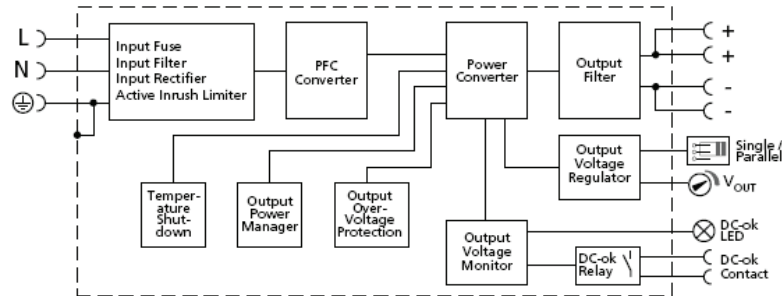 L
N
Input Fuse
Input Filter
Input Rectifier
Active Inrush Limiter
PFC
Converter
Power
Converter
Output
Filter
+
+
-
-
Output
Voltage
Regulator
Single /
Parallel
VOUT
Temper-
ature
Shut-
down
Output
Power
Manager
Output
Over-
Voltage
Protection
Output
Voltage
Monitor
DC-ok
LED
DC-ok
Relay
DC-ok
Contact